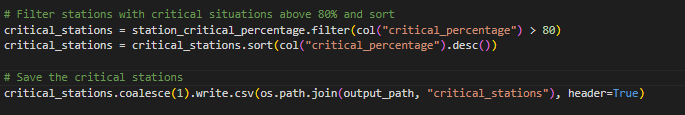 # Filter stations with critical situations above 80% and sort
critical_stations = station_critical_percentage.filter(col("critical_percentage") > 80)
critical_stations = critical_stations.sort(col("critical_percentage").desc())
# Save the critical stations
critical_stations.coalesce(1).write.csv(os.path.join(output_path, "critical_stations"), header=True)